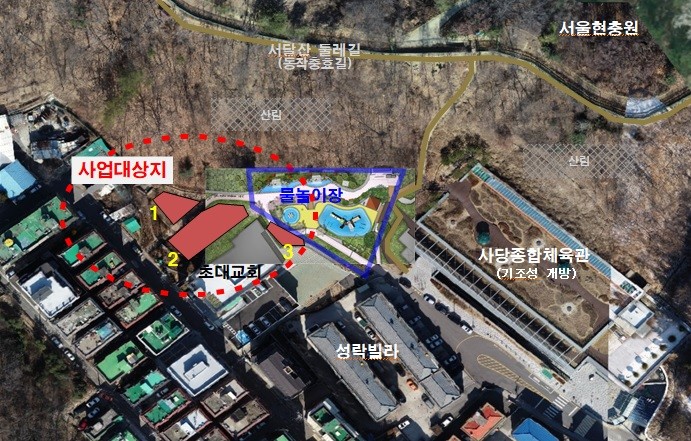 서울현충원
서달산 둘레길
(동작충효길)
산림
산림
사업대상지
물놀이장
1
2
3
초대교회
사당종합체육관
(기조성 개방)
성락빌라